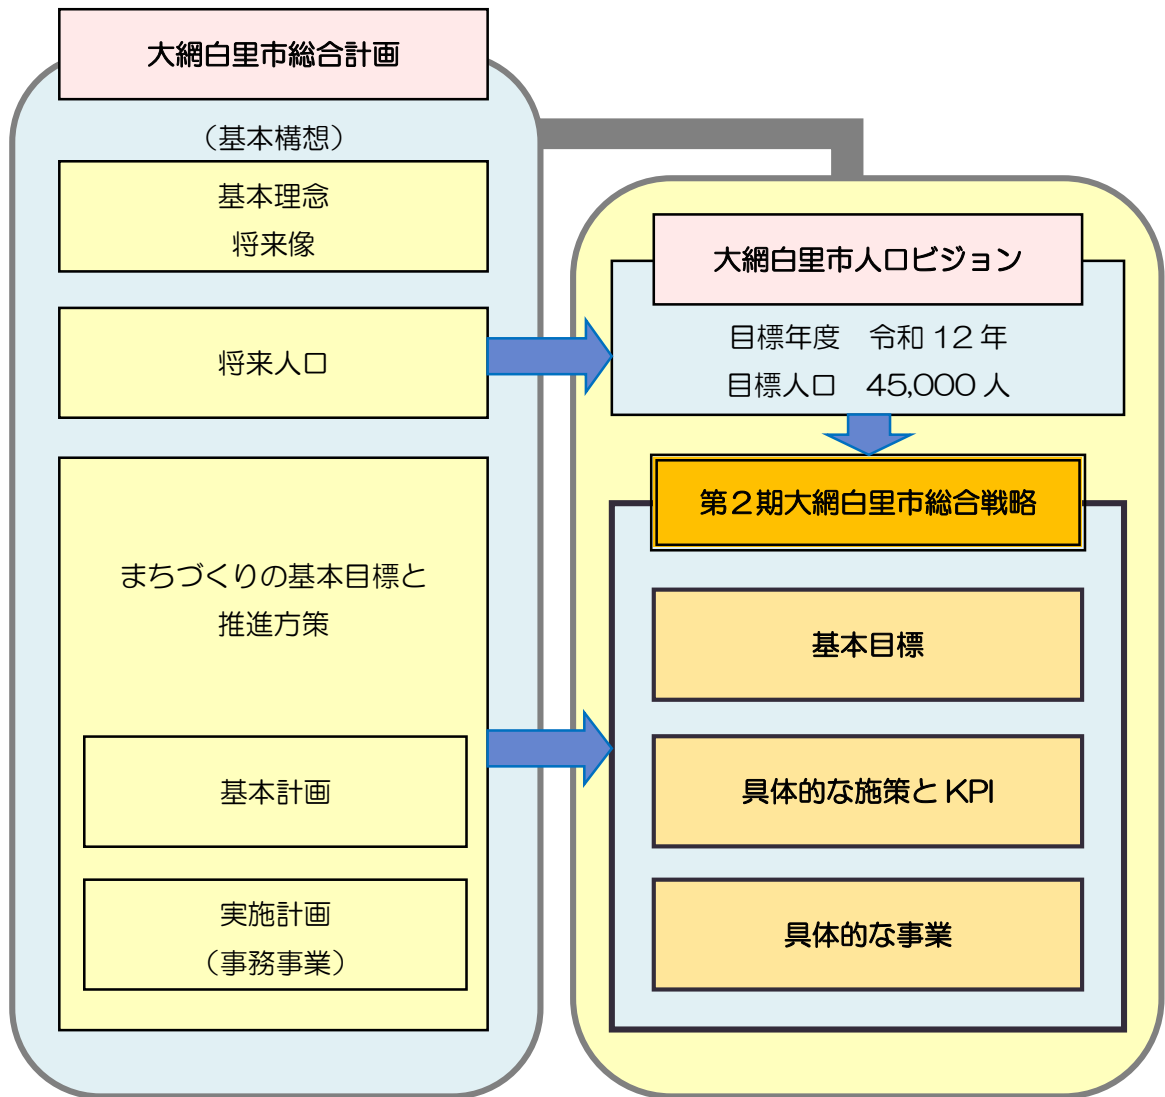 大網白里市総合計画
（基本構想）
基本理念
将来像
将来人口
まちづくりの基本目標と
推進方策
基本計画
実施計画
（事務事業）
大網白里市人口ビジョン
目標年度　令和 12 年
目標人口　45,000 人
第２期大網白里市総合戦略
基本目標
具体的な施策と KPI
具体的な事業